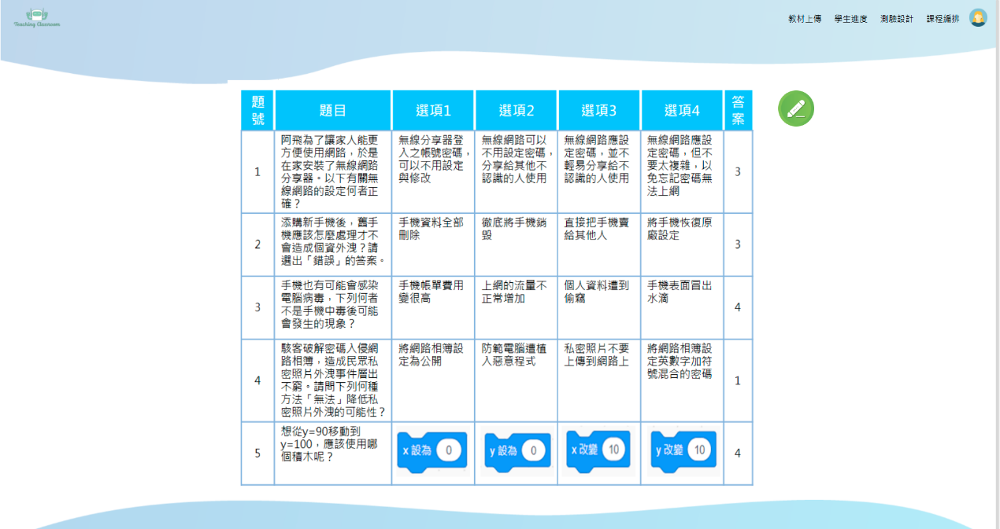 Teaching Classroom
教材上傳 學生進度 測驗設計 課程編排
題號 題目 選項1 選項2 選項3 選項4 答案
1
阿飛為了讓家人能更
方便使用網路，於是
在家安裝了無線網路
分享器。以下有關無
線網路的設定何者正
確？
無線分享器登
入之帳號密碼，
可以不用設定
與修改
無線網路可以
不用設定密碼，
分享給其他不
認識的人使用
無線網路應設
定密碼，並不
輕易分享給不
認識的人使用
無線網路應設
定密碼，但不
要太複雜，以
免忘記密碼無
法上網
3
2
添購新手機後，舊手
機應該怎麼處理才不
會造成個資外洩？請
選出「錯誤」的答案。
手機資料全部
刪除
徹底將手機銷
毀
直接把手機賣
給其他人
將手機恢復原
廠設定
3
3
手機也有可能會感染
電腦病毒，下列何者
不是手機中毒後可能
會發生的現象？
手機帳單費用
變很高
上網的流量不
正常增加
個人資料遭到
偷竊
手機表面冒出
水滴
4
4
駭客破解密碼入侵網
路相簿，造成民眾私
密照片外洩事件層出
不窮。請問下列何種
方法「無法」降低私
密照片外洩的可能性？
將網路相簿設
定為公開
防範電腦遭植
入惡意程式
私密照片不要
上傳到網路上
將網路相簿設
定英數字加符
號混合的密碼
1
5
想從y=90移動到
y=100，應該使用哪
個積木呢？
x 設為 0
y 設為 0
x 改變 10
y 改變 10
4